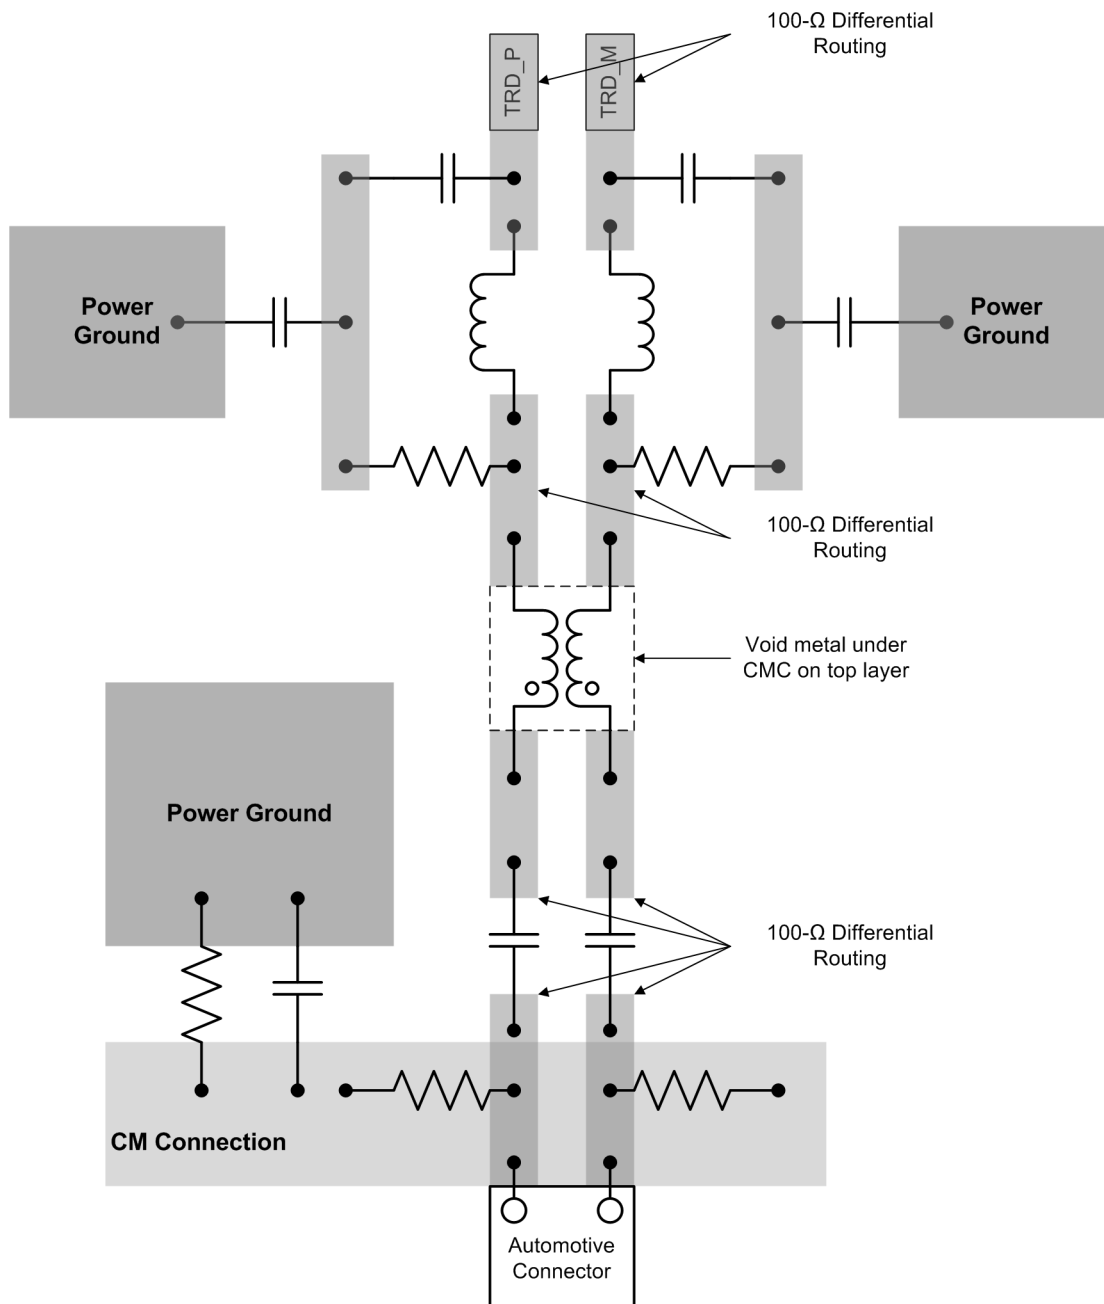 100-Ω Differential
Routing
TRD_P
TRD_M
Power
Ground
Power
Ground
100-Ω Differential
Routing
Void metal under
CMC on top layer
Power Ground
100-Ω Differential
Routing
CM Connection
Automotive
Connector